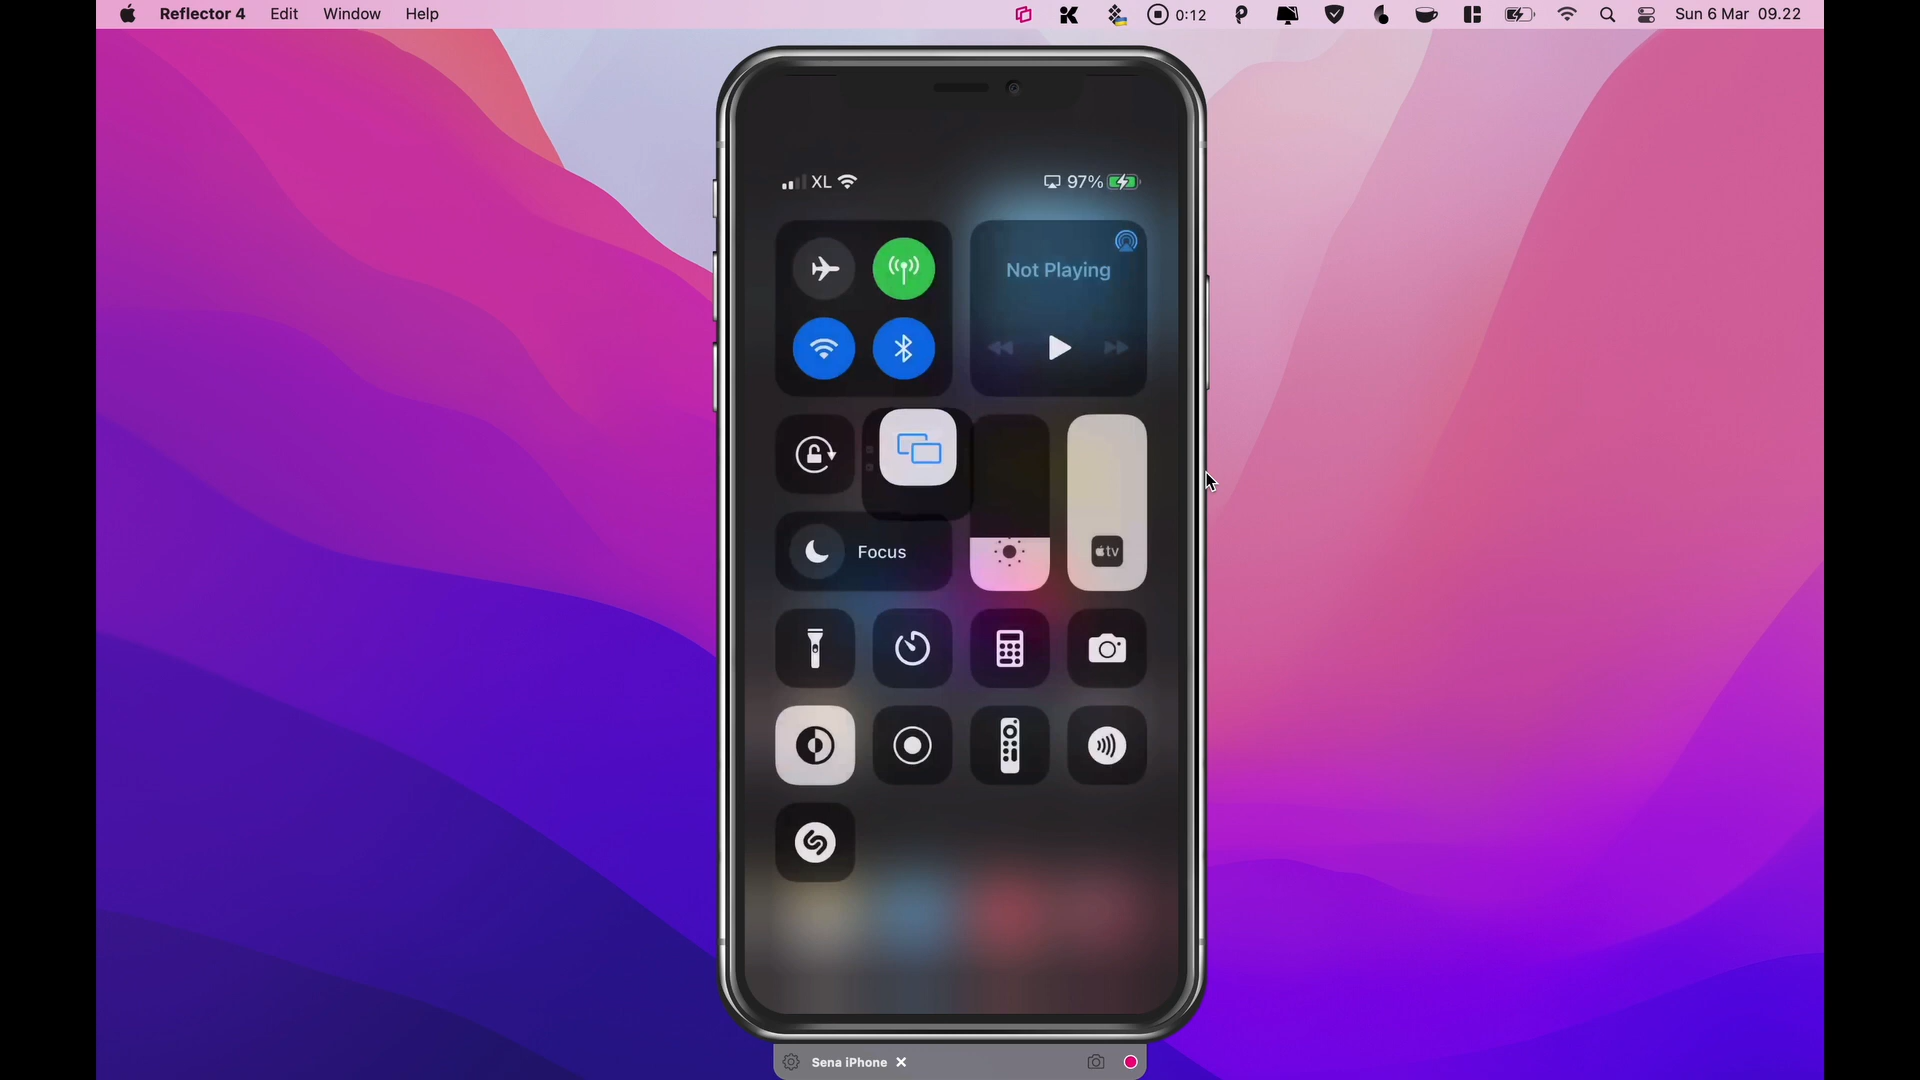 Reflector 4 Edit Window Help 0:12 Sun 6 Mar 09.22
XL 97%
Not Playing
Focus
tv
Sena iPhone